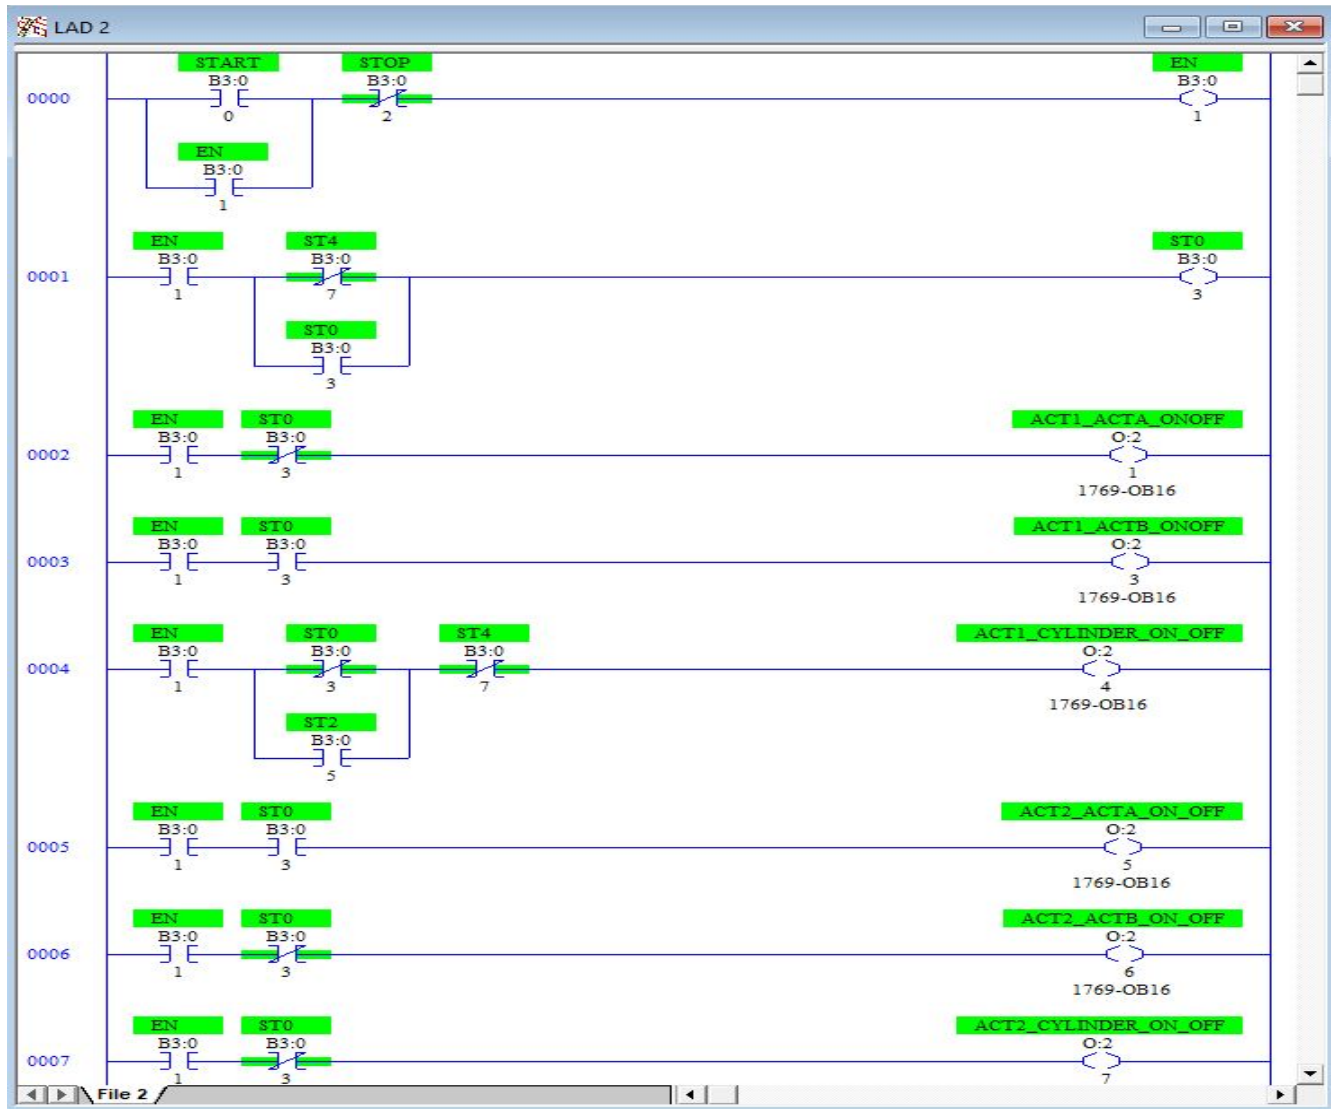 LAD 2
START STOP EN
B3:0 B3:0 B3:0
0000
0 2 1
EN
B3:0
1
EN ST4 ST0
B3:0 B3:0 B3:0
0001
1 7 3
ST0
B3:0
3
EN ST0 ACT1_ACTA_ONOFF
B3:0 B3:0 O:2
0002
1 3 1
1769-OB16
EN ST0 ACT1_ACTB_ONOFF
B3:0 B3:0 O:2
0003
1 3 3
1769-OB16
EN ST0 ST4 ACT1_CYLINDER_ON_OFF
B3:0 B3:0 B3:0 O:2
0004
1 3 7 4
1769-OB16
ST2
B3:0
5
EN ST0 ACT2_ACTA_ON_OFF
B3:0 B3:0 O:2
0005
1 3 5
1769-OB16
EN ST0 ACT2_ACTB_ON_OFF
B3:0 B3:0 O:2
0006
1 3 6
1769-OB16
EN ST0 ACT2_CYLINDER_ON_OFF
B3:0 B3:0 O:2
0007
1 3 7
File 2